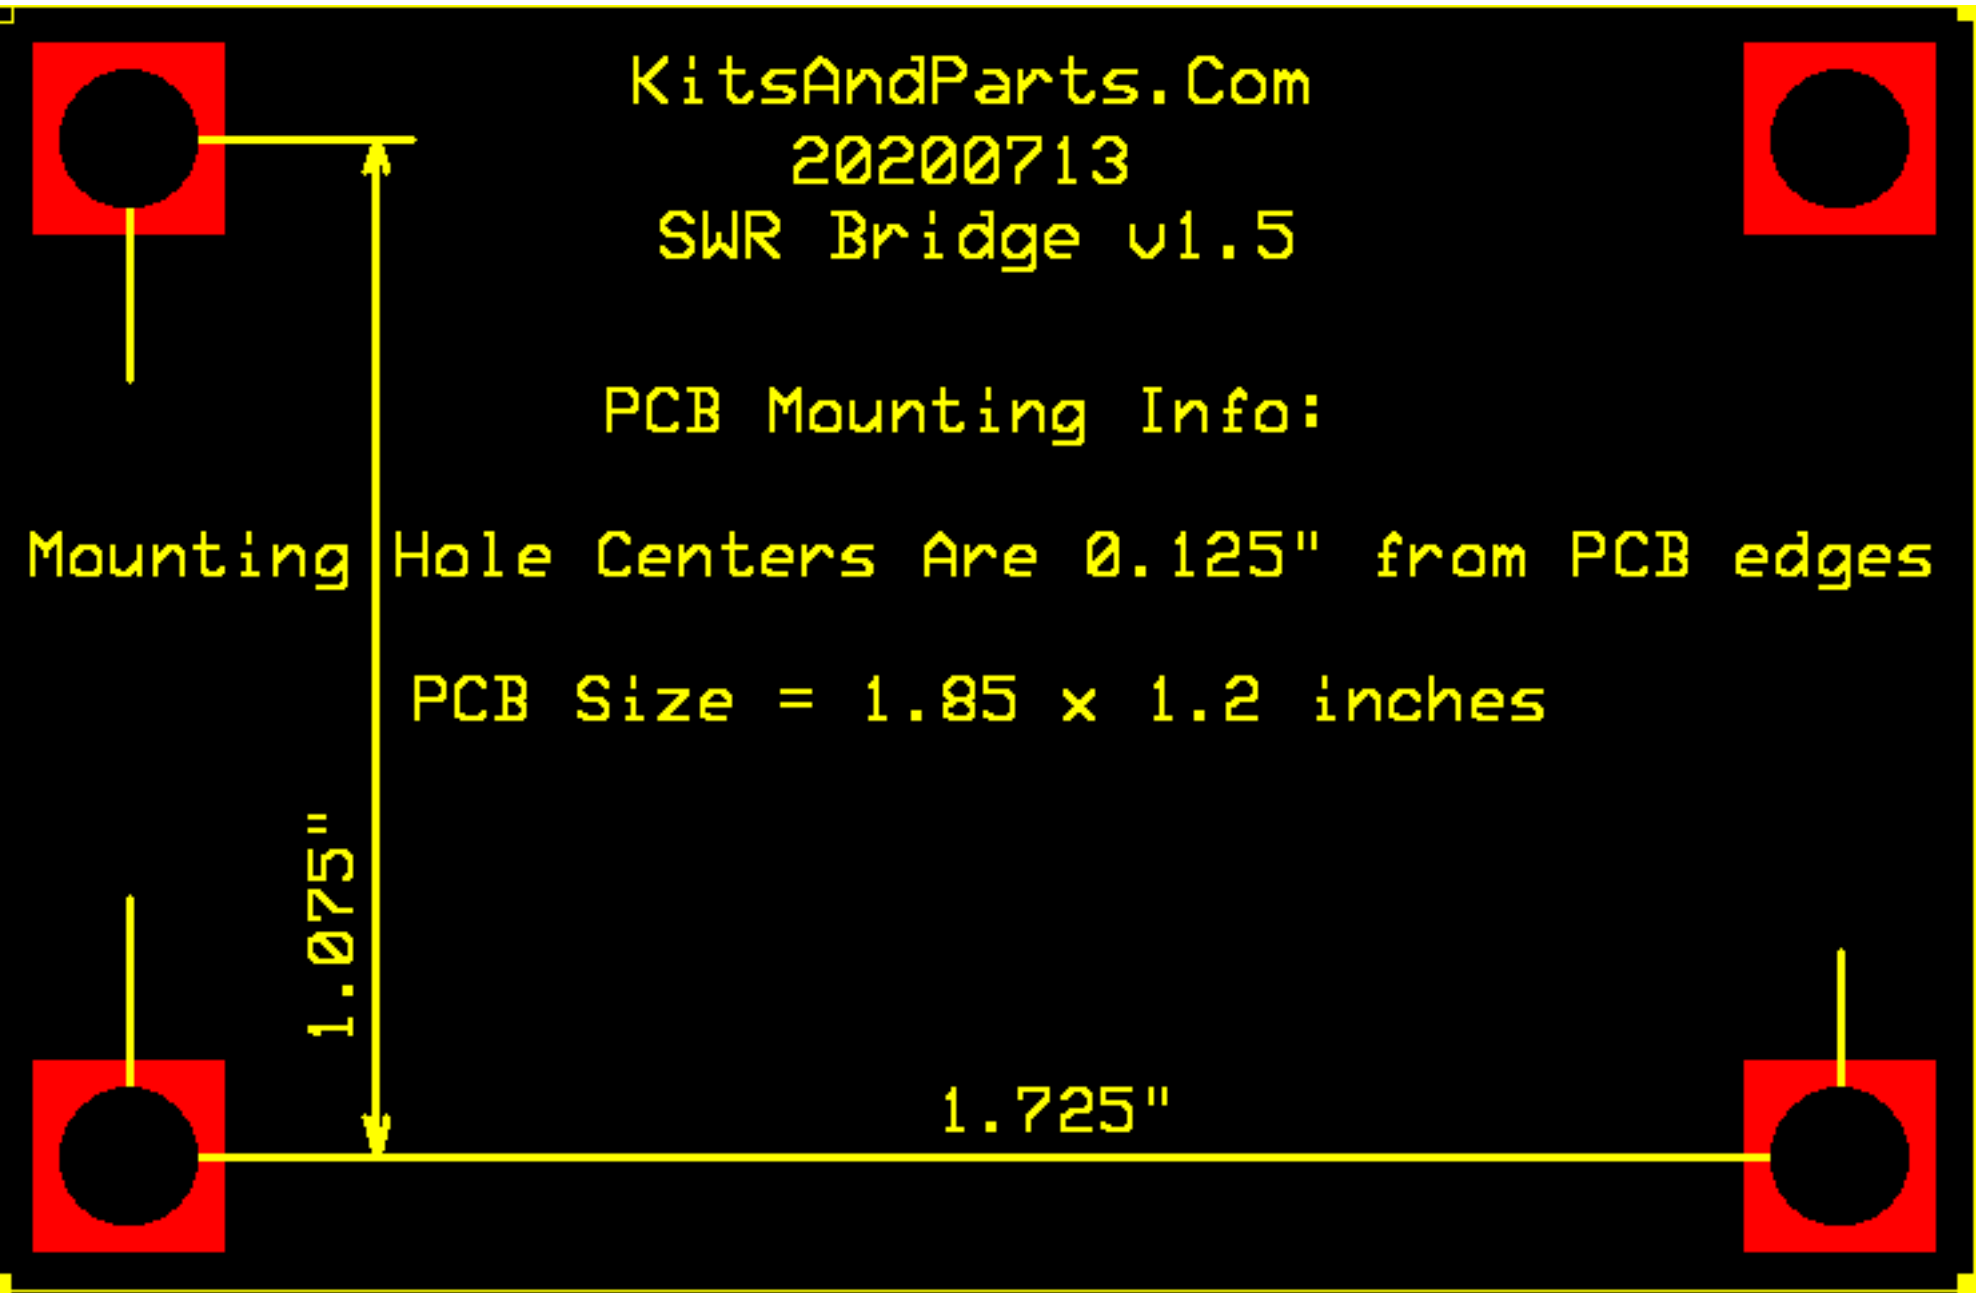 KitsAndParts.Com
20200713
SWR Bridge v1.5
PCB Mounting Info:
Mounting Hole Centers Are 0.125" from PCB edges
PCB Size = 1.85 x 1.2 inches
1.075"
1.725"